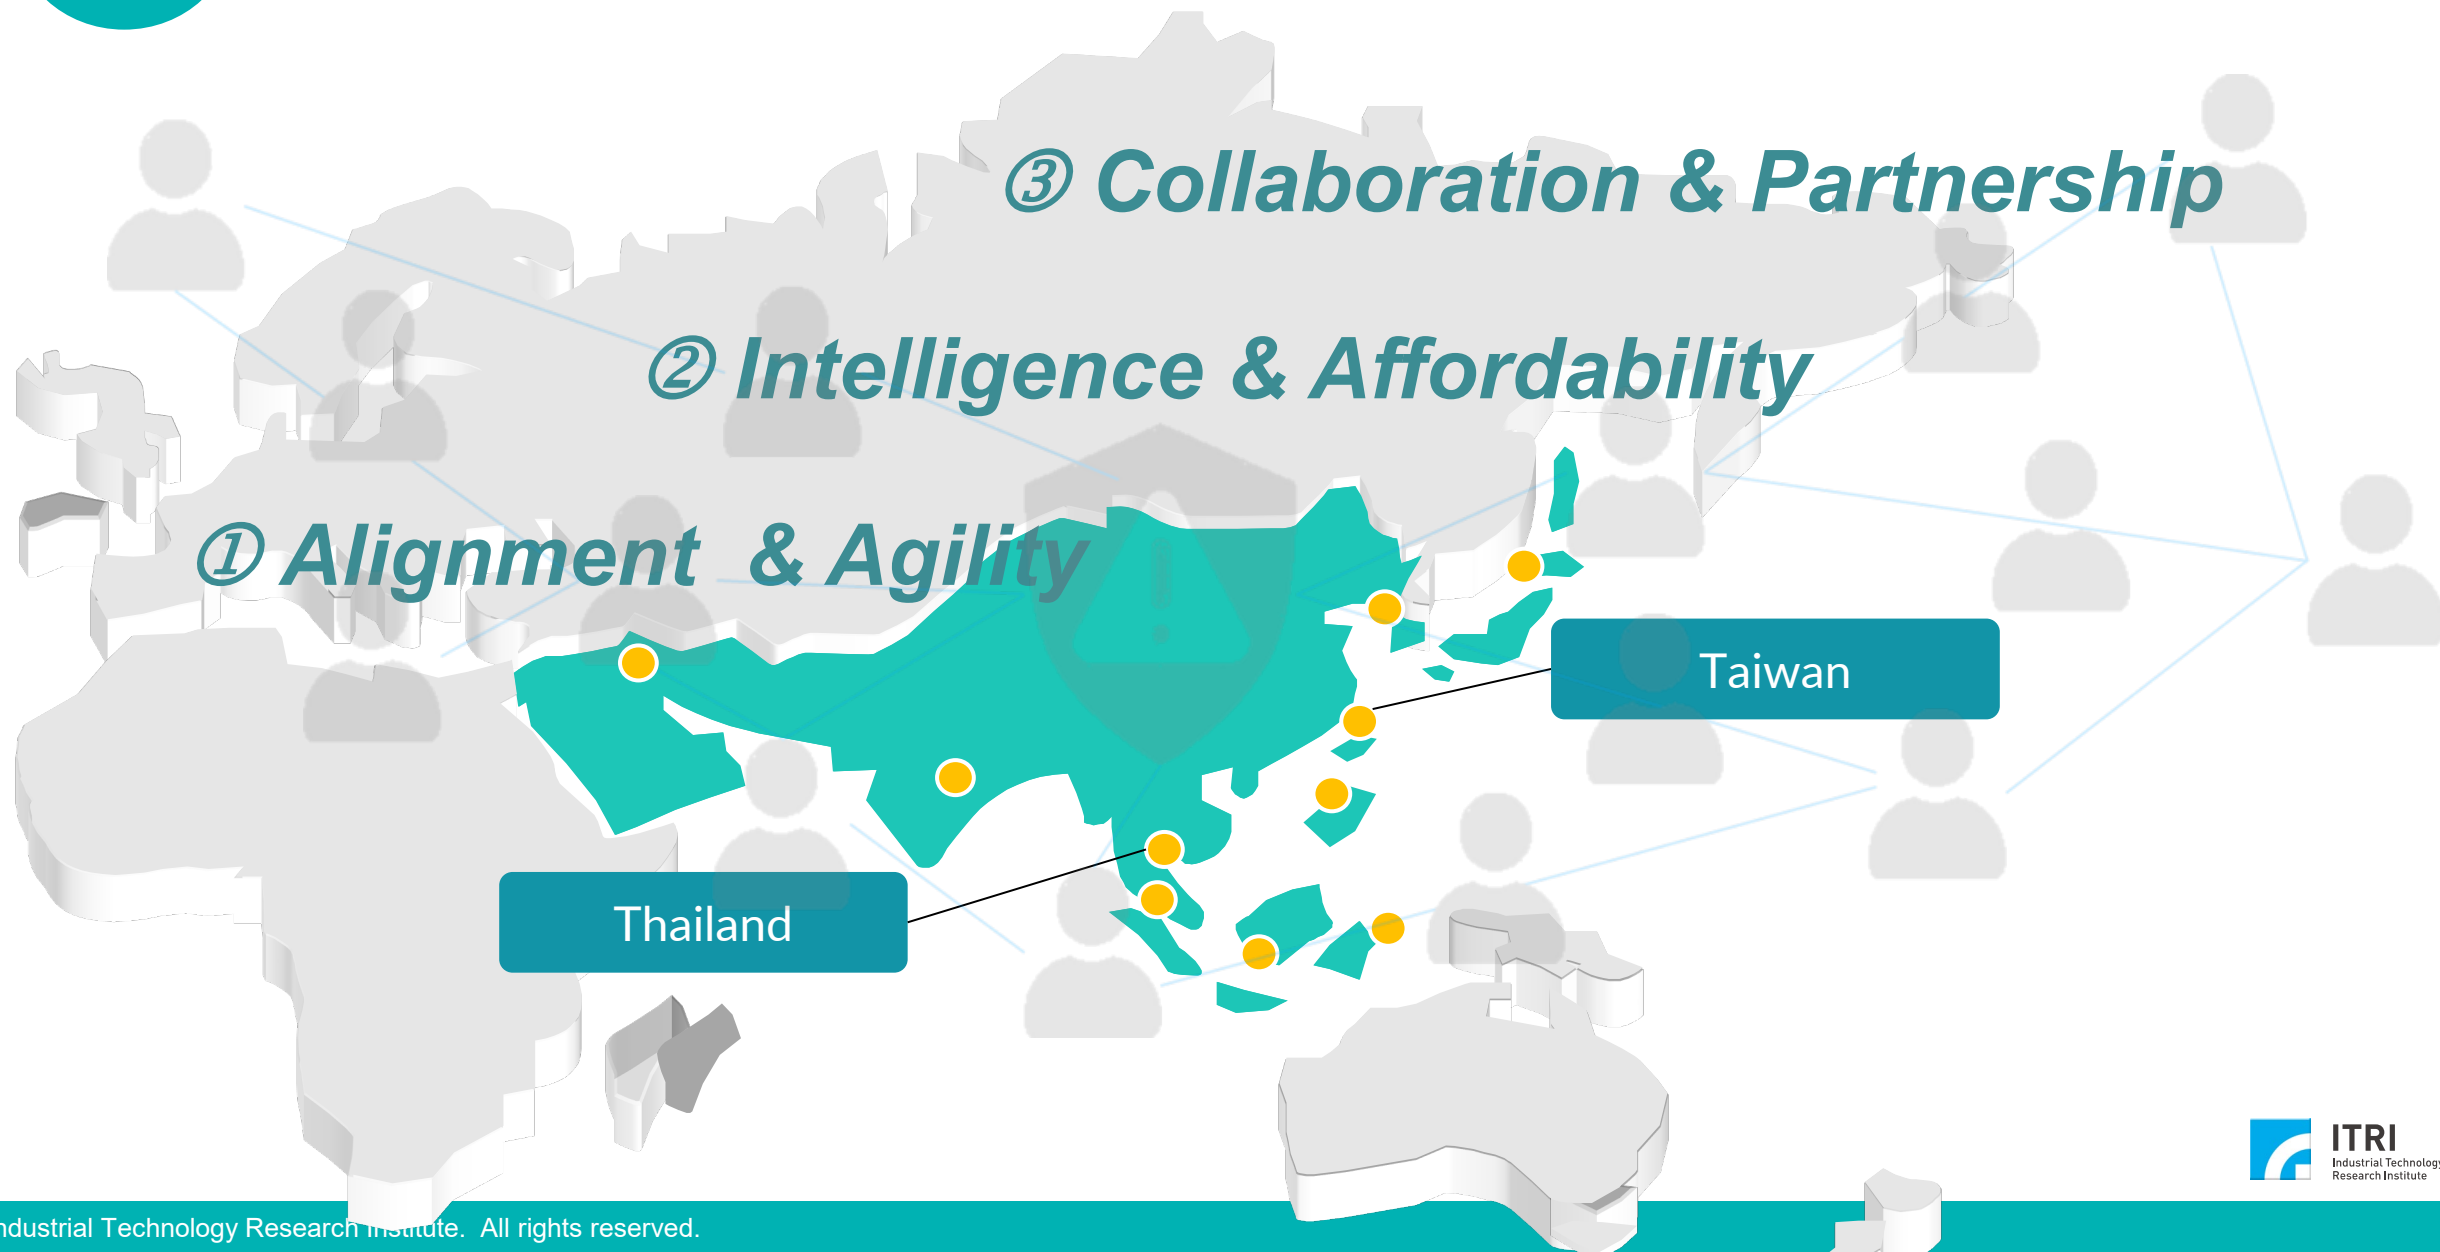 ③ Collaboration & Partnership
② Intelligence & Affordability
① Alignment & Agility
Taiwan
Thailand
ITRI
Industrial Technology
Research Institute
ndustrial Technology Research Institute. All rights reserved.